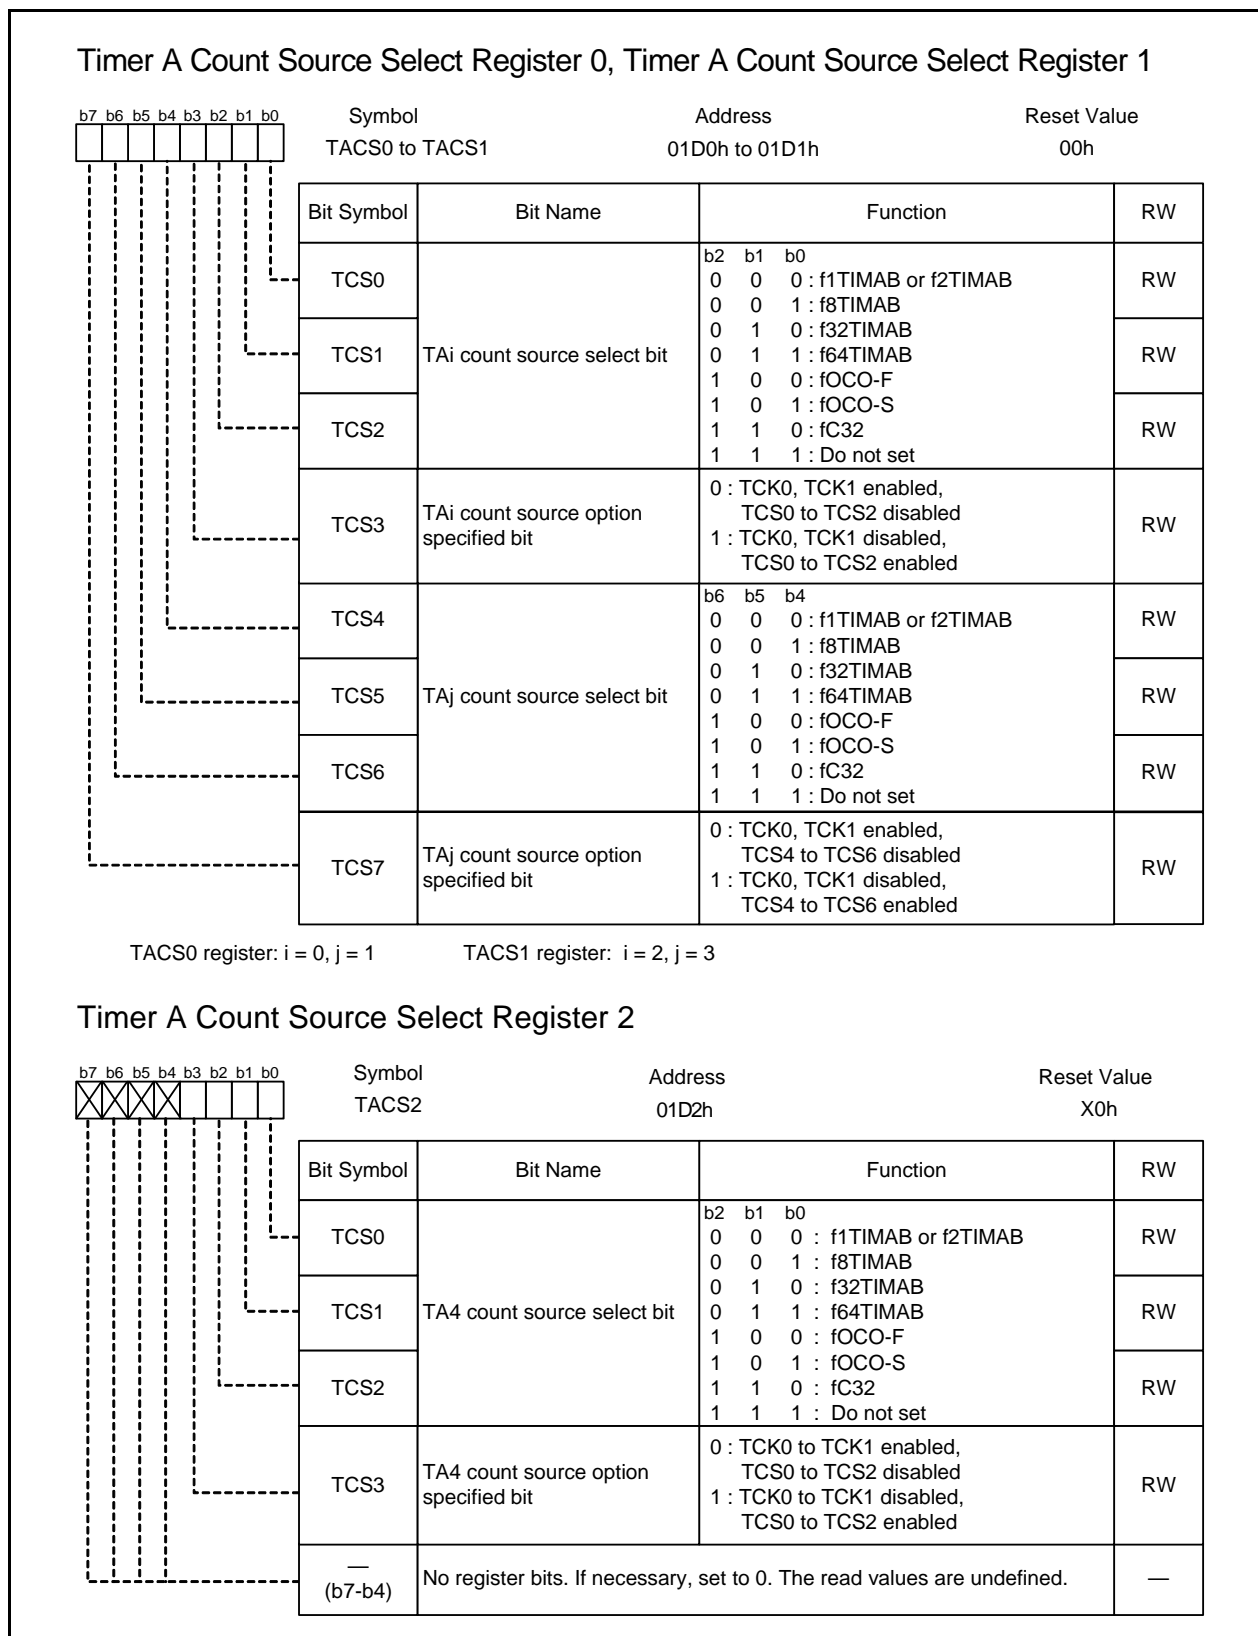 Timer A Count Source Select Register 0, Timer A Count Source Select Register 1
b7 b6 b5 b4 b3 b2 b1 b0
Symbol Address Reset Value
TACS0 to TACS1 01D0h to 01D1h 00h
Bit Symbol Bit Name Function RW
TCS0 RW
TCS1 RW
TCS2 RW
TAi count source select bit
b2 b1 b0
0 0 0 : f1TIMAB or f2TIMAB
0 0 1 : f8TIMAB
0 1 0 : f32TIMAB
0 1 1 : f64TIMAB
1 0 0 : fOCO-F
1 0 1 : fOCO-S
1 1 0 : fC32
1 1 1 : Do not set
TCS3 RW
TAi count source option
specified bit
0 : TCK0, TCK1 enabled,
TCS0 to TCS2 disabled
1 : TCK0, TCK1 disabled,
TCS0 to TCS2 enabled
TCS4 RW
TCS5 RW
TCS6 RW
TAj count source select bit
b6 b5 b4
0 0 0 : f1TIMAB or f2TIMAB
0 0 1 : f8TIMAB
0 1 0 : f32TIMAB
0 1 1 : f64TIMAB
1 0 0 : fOCO-F
1 0 1 : fOCO-S
1 1 0 : fC32
1 1 1 : Do not set
TCS7 RW
TAj count source option
specified bit
0 : TCK0, TCK1 enabled,
TCS4 to TCS6 disabled
1 : TCK0, TCK1 disabled,
TCS4 to TCS6 enabled
TACS0 register: i = 0, j = 1 TACS1 register: i = 2, j = 3
Timer A Count Source Select Register 2
b7 b6 b5 b4 b3 b2 b1 b0
Symbol Address Reset Value
TACS2 01D2h X0h
Bit Symbol Bit Name Function RW
TCS0 RW
TCS1 RW
TCS2 RW
TA4 count source select bit
b2 b1 b0
0 0 0 : f1TIMAB or f2TIMAB
0 0 1 : f8TIMAB
0 1 0 : f32TIMAB
0 1 1 : f64TIMAB
1 0 0 : fOCO-F
1 0 1 : fOCO-S
1 1 0 : fC32
1 1 1 : Do not set
TCS3 RW
TA4 count source option
specified bit
0 : TCK0 to TCK1 enabled,
TCS0 to TCS2 disabled
1 : TCK0 to TCK1 disabled,
TCS0 to TCS2 enabled
—
(b7-b4)
No register bits. If necessary, set to 0. The read values are undefined. —